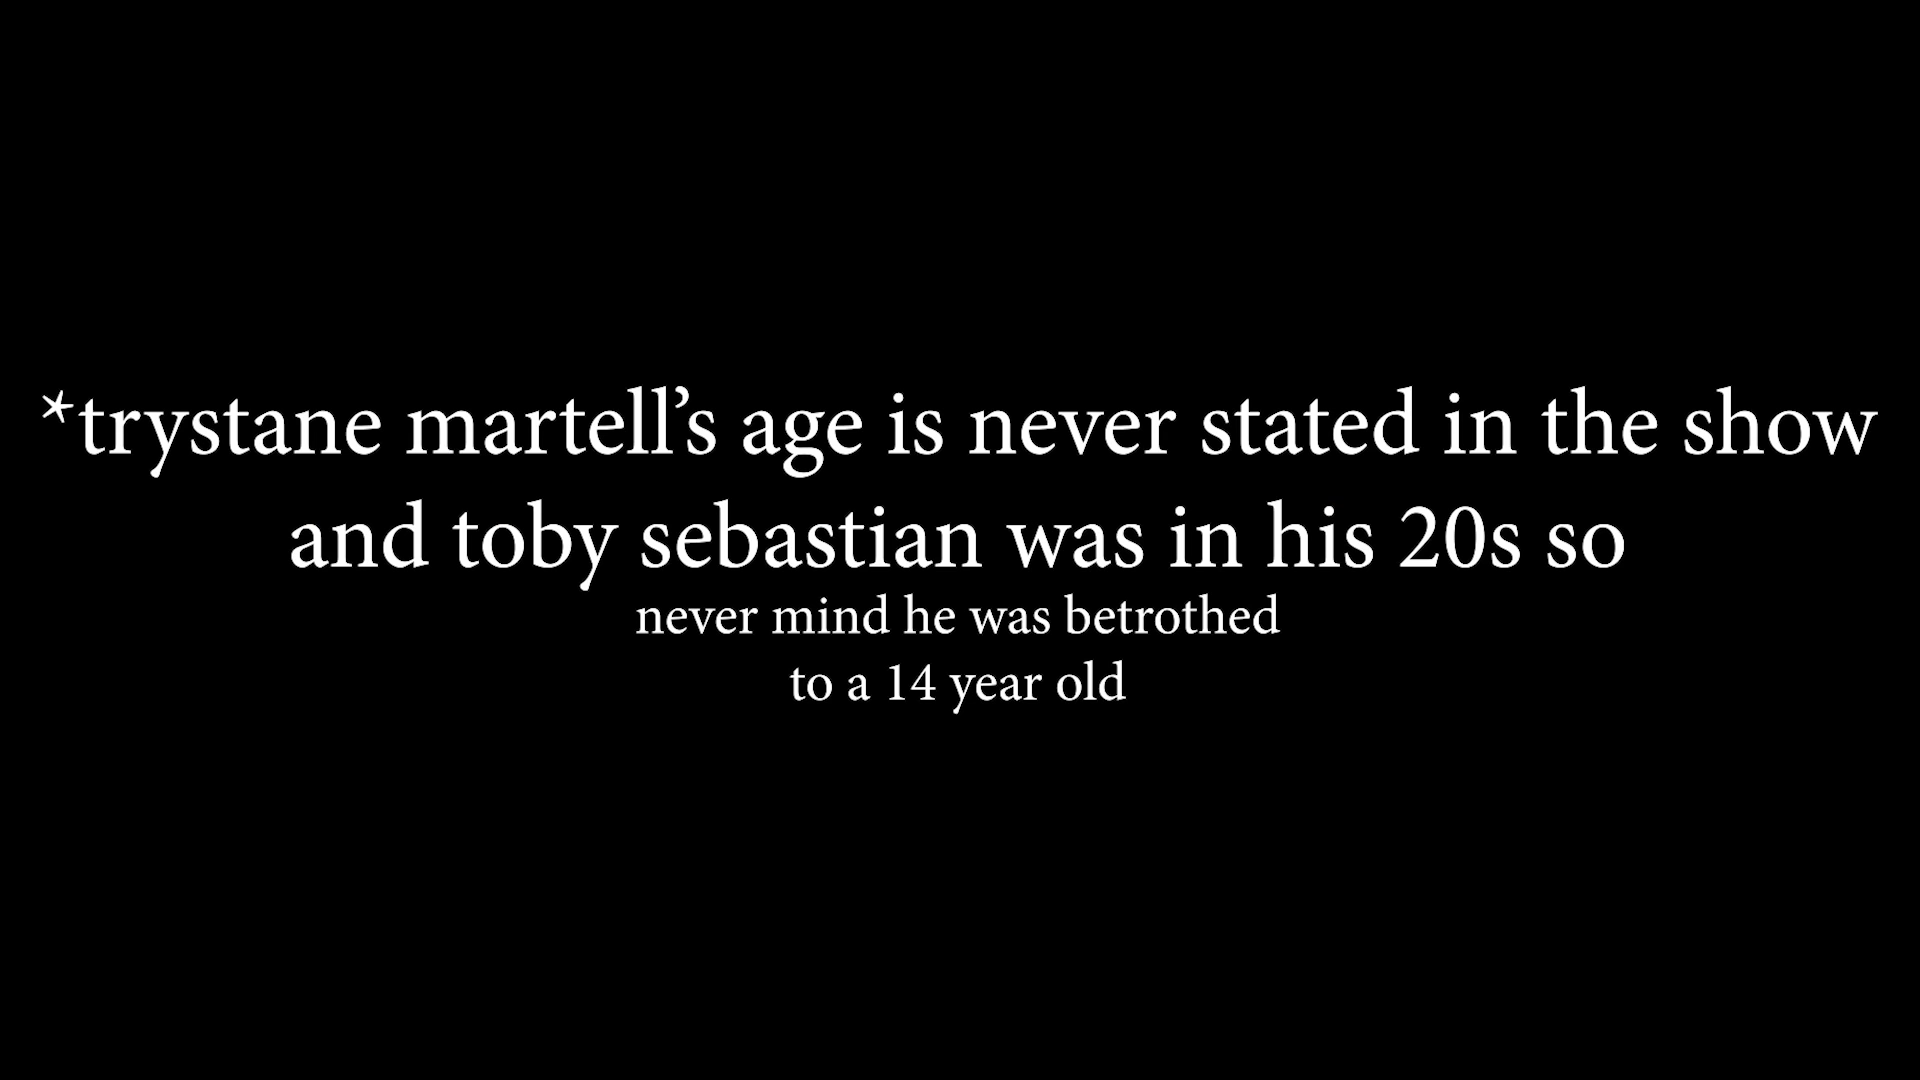 *trystane martell’s age is never stated in the show
and toby sebastian was in his 20s so
never mind he was betrothed
to a 14 year old